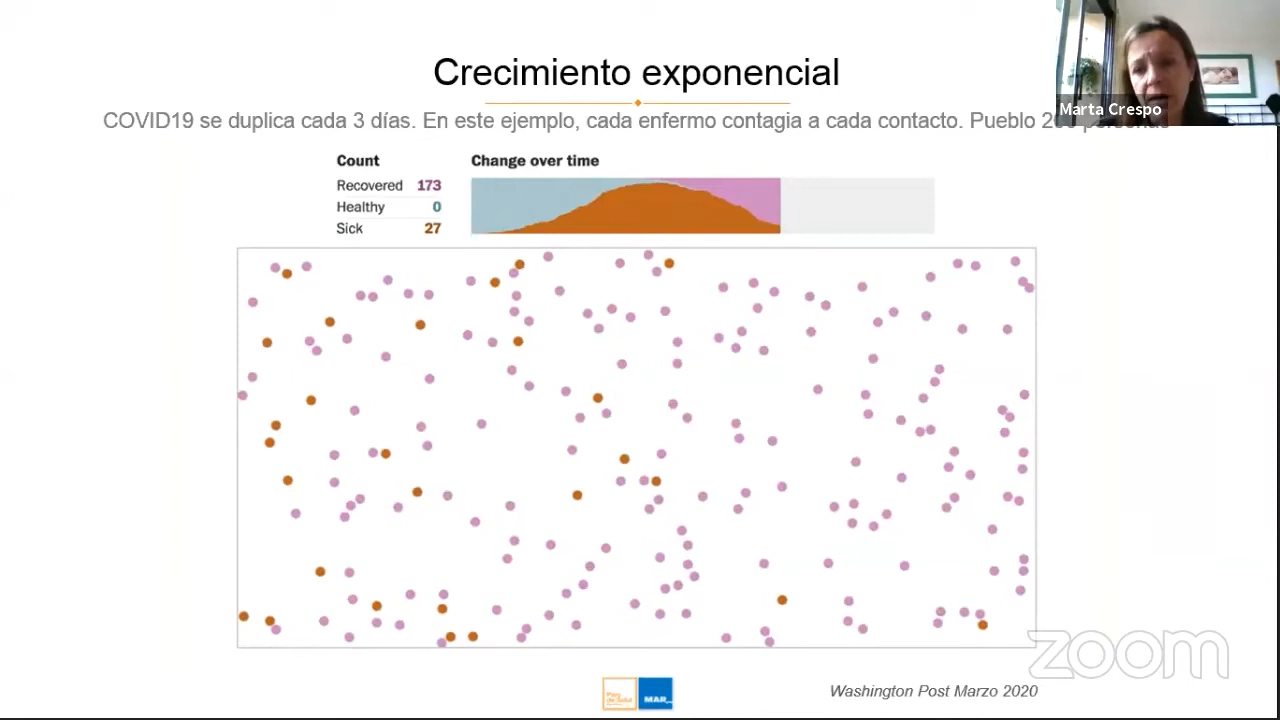 Crecimiento exponencial
COVID19 se duplica cada 3 días. En este ejemplo, cada enfermo contagia a cada contacto. Pueblo
Marta Crespo
Count
Change over time
Recovered 173
Healthy 0
Sick 27
zoom
MAR
Washington Post Marzo 2020